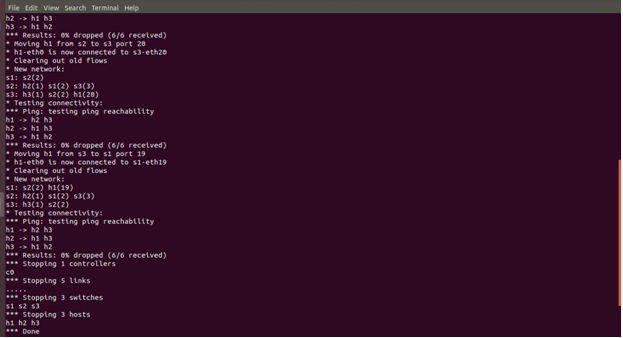 File Edit View Search Terminal Help
h2 -> h1 h3
h3 -> h1 h2
*** Results: 0% dropped (6/6 received)
* Moving h1 from s2 to s3 port 20
* h1-eth0 is now connected to s3-eth20
* Clearing out old flows
* New network:
s1: s2(2)
s2: h2(1) s1(2) s3(3)
s3: h3(1) s2(2) h1(20)
* Testing connectivity:
*** Ping: testing ping reachability
h1 -> h2 h3
h2 -> h1 h3
h3 -> h1 h2
*** Results: 0% dropped (6/6 received)
* Moving h1 from s3 to s1 port 19
* h1-eth0 is now connected to s1-eth19
* Clearing out old flows
* New network:
s1: s2(2) h1(19)
s2: h2(1) s1(2) s3(3)
s3: h3(1) s2(2)
* Testing connectivity:
*** Ping: testing ping reachability
h1 -> h2 h3
h2 -> h1 h3
h3 -> h1 h2
*** Results: 0% dropped (6/6 received)
*** Stopping 1 controllers
c0
*** Stopping 5 links
.....
*** Stopping 3 switches
s1 s2 s3
*** Stopping 3 hosts
h1 h2 h3
*** Done